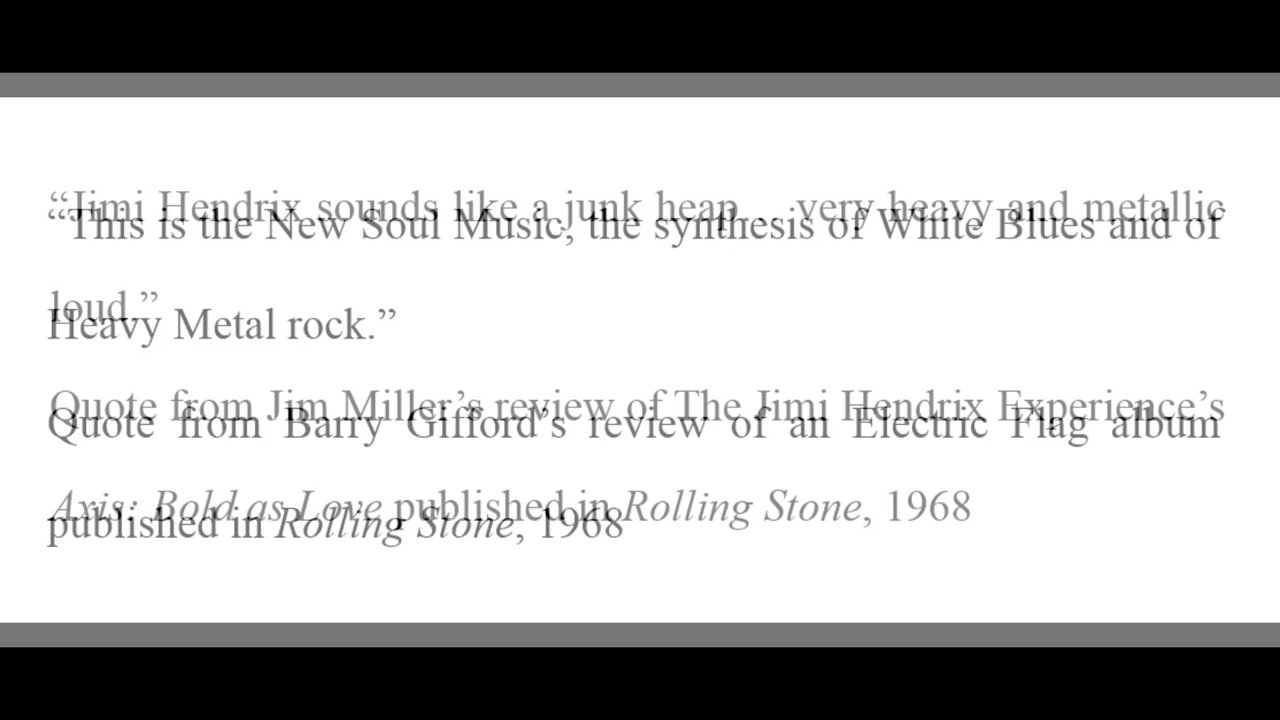 “Jimi Hendrix sounds like a junk heap… very heavy and metallic
loud.”
Quote from Jim Miller’s review of The Jimi Hendrix Experience’s
Axis: Bold as Love published in Rolling Stone, 1968
“This is the New Soul Music, the synthesis of White Blues and of
Heavy Metal rock.”
Quote from Barry Gifford’s review of an Electric Flag album
published in Rolling Stone, 1968